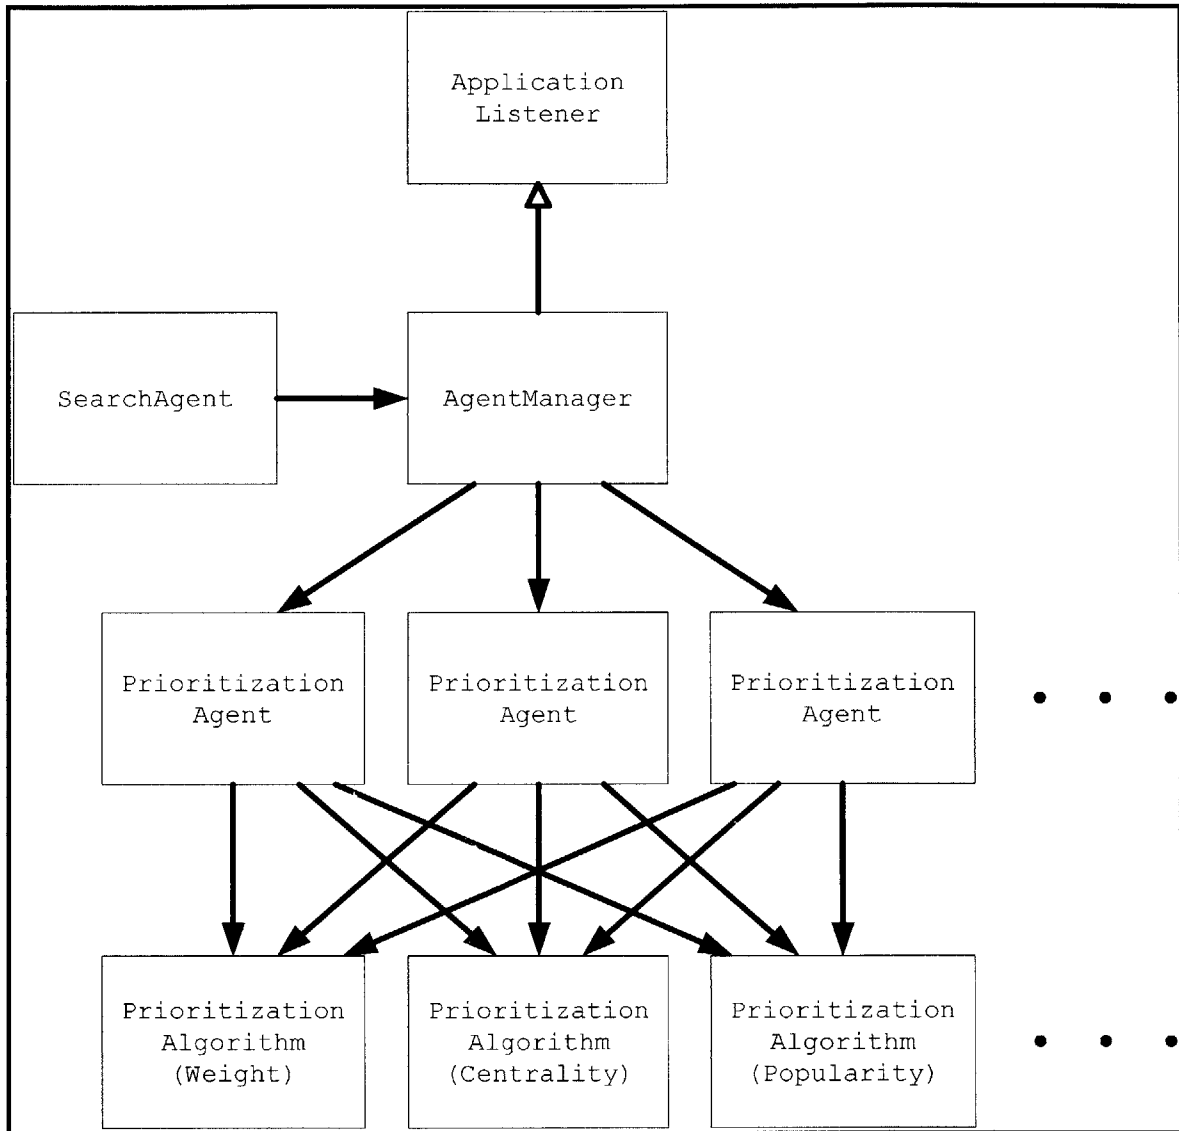 Application
Listener
SearchAgent
AgentManager
Prioritization
Agent
Prioritization
Agent
Prioritization
Agent
Prioritization
Algorithm
(Weight)
Prioritization
Algorithm
(Centrality)
Prioritization
Algorithm
(Popularity)